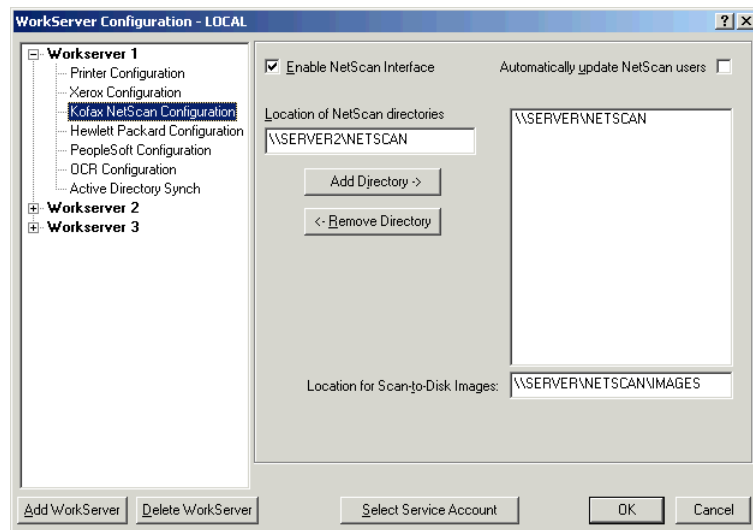 WorkServer Configuration - LOCAL
Workserver 1
Printer Configuration
Xerox Configuration
Kofax NetScan Configuration
Hewlett Packard Configuration
PeopleSoft Configuration
OCR Configuration
Active Directory Synch
Workserver 2
Workserver 3
Enable NetScan Interface
Automatically update NetScan users
Location of NetScan directories
\\SERVER2\NETSCAN
Add Directory ->
<- Remove Directory
\\SERVER\NETSCAN
Location for Scan-to-Disk Images:
\\SERVER\NETSCAN\IMAGES
Add WorkServer
Delete WorkServer
Select Service Account
OK
Cancel